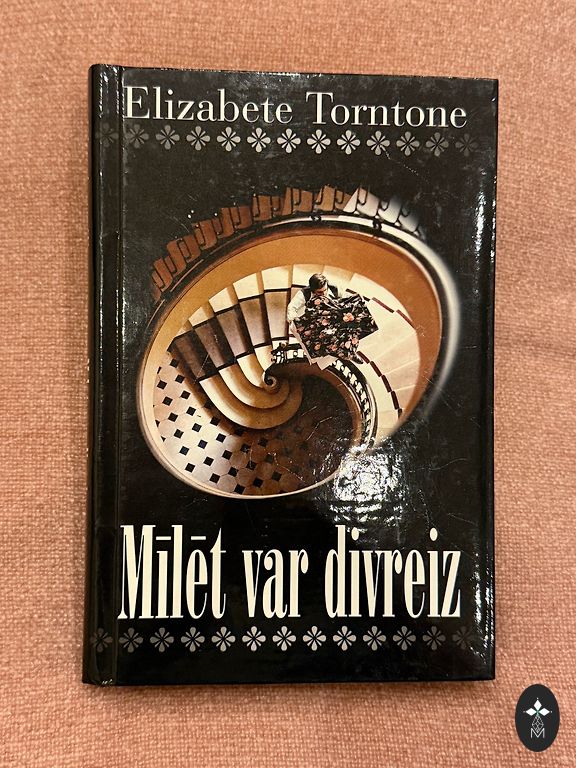 Elizabete Torntone
Mīlēt var divreiz
M